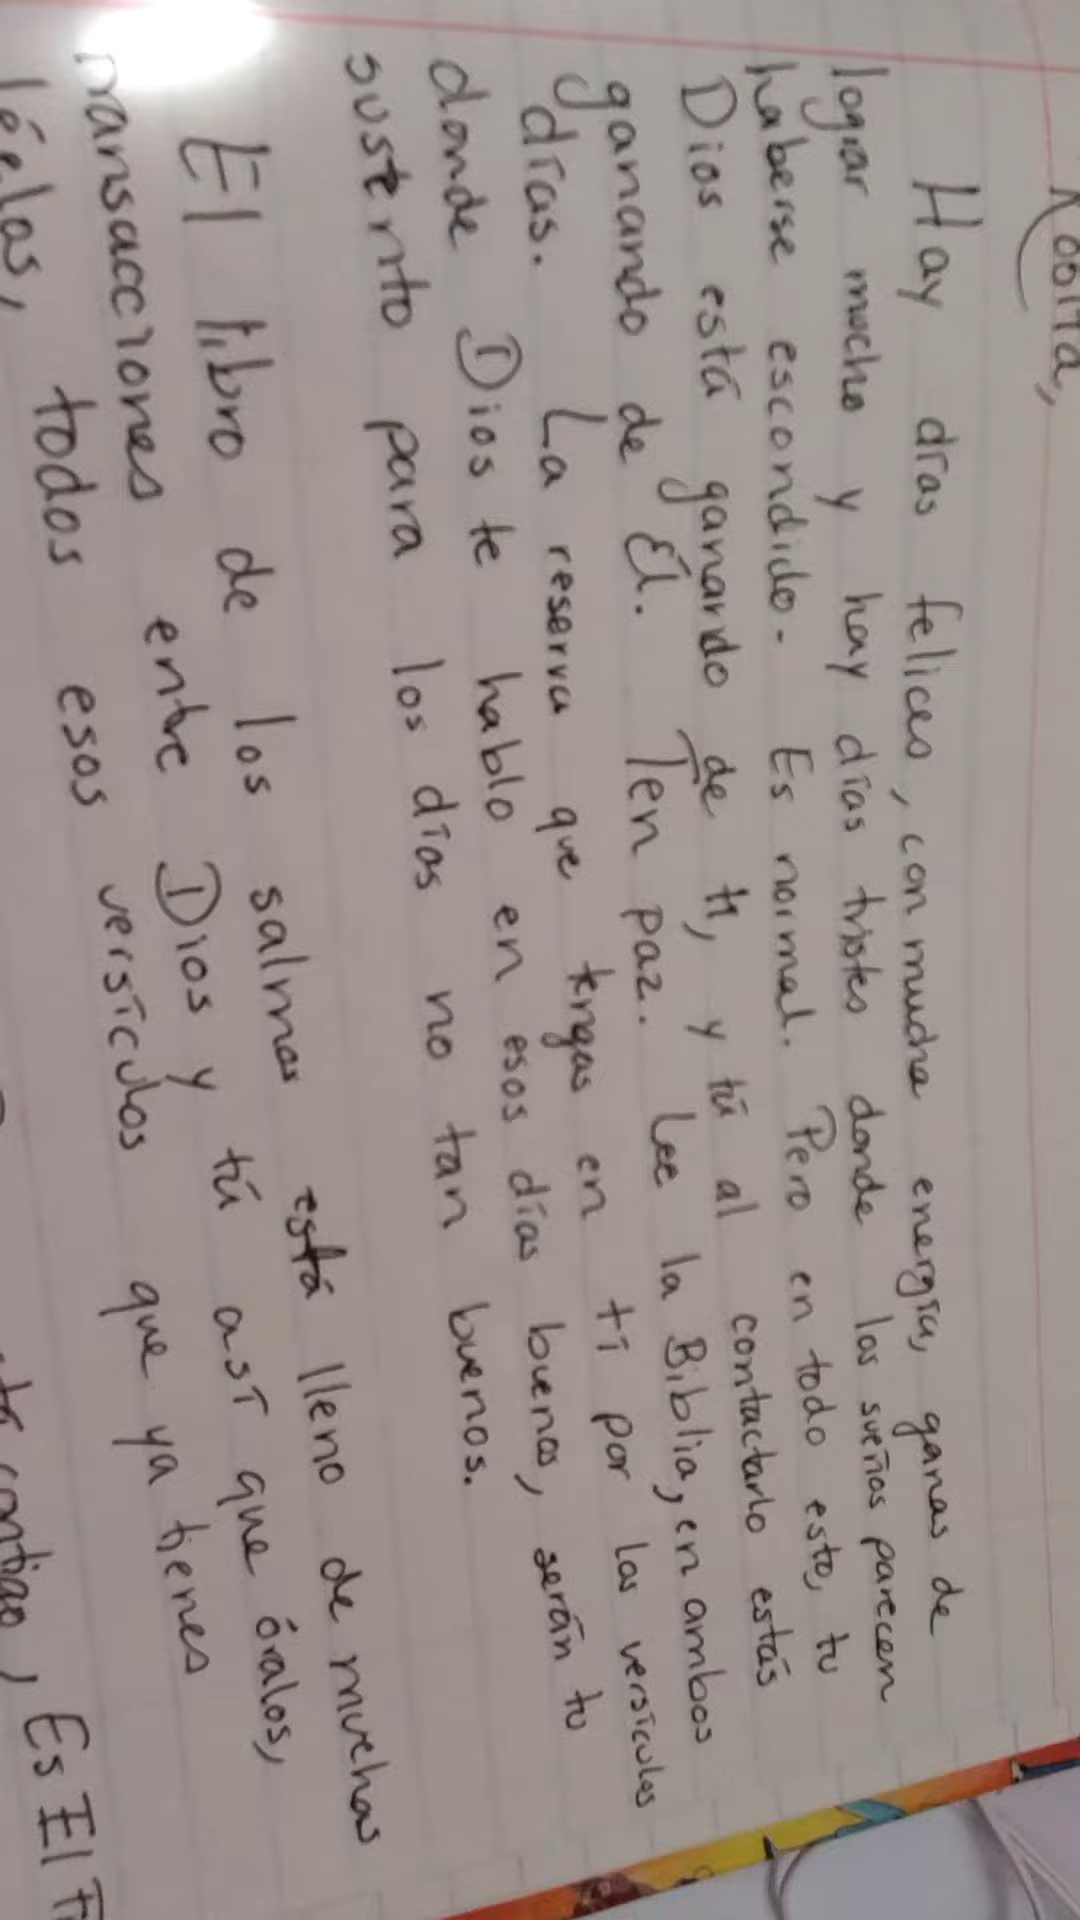 Hay días felices, con mucha energía, ganas de
lograr mucho y hay días tristes donde los sueños parecen
haberse escondido. Es normal. Pero en todo esto, tu
Dios está ganando de ti, y tú al contactarlo estás
ganando de Él. Ten paz. Lee la Biblia, en ambos
días. La reserva que tengas en ti por los versículos
donde Dios te hablo en esos días buenos, serán tu
sustento para los días no tan buenos.
El libro de los salmos está lleno de muchas
transacciones entre Dios y tú así que óralos,
léelos, todos esos versículos que ya tienes
contigo, Es El